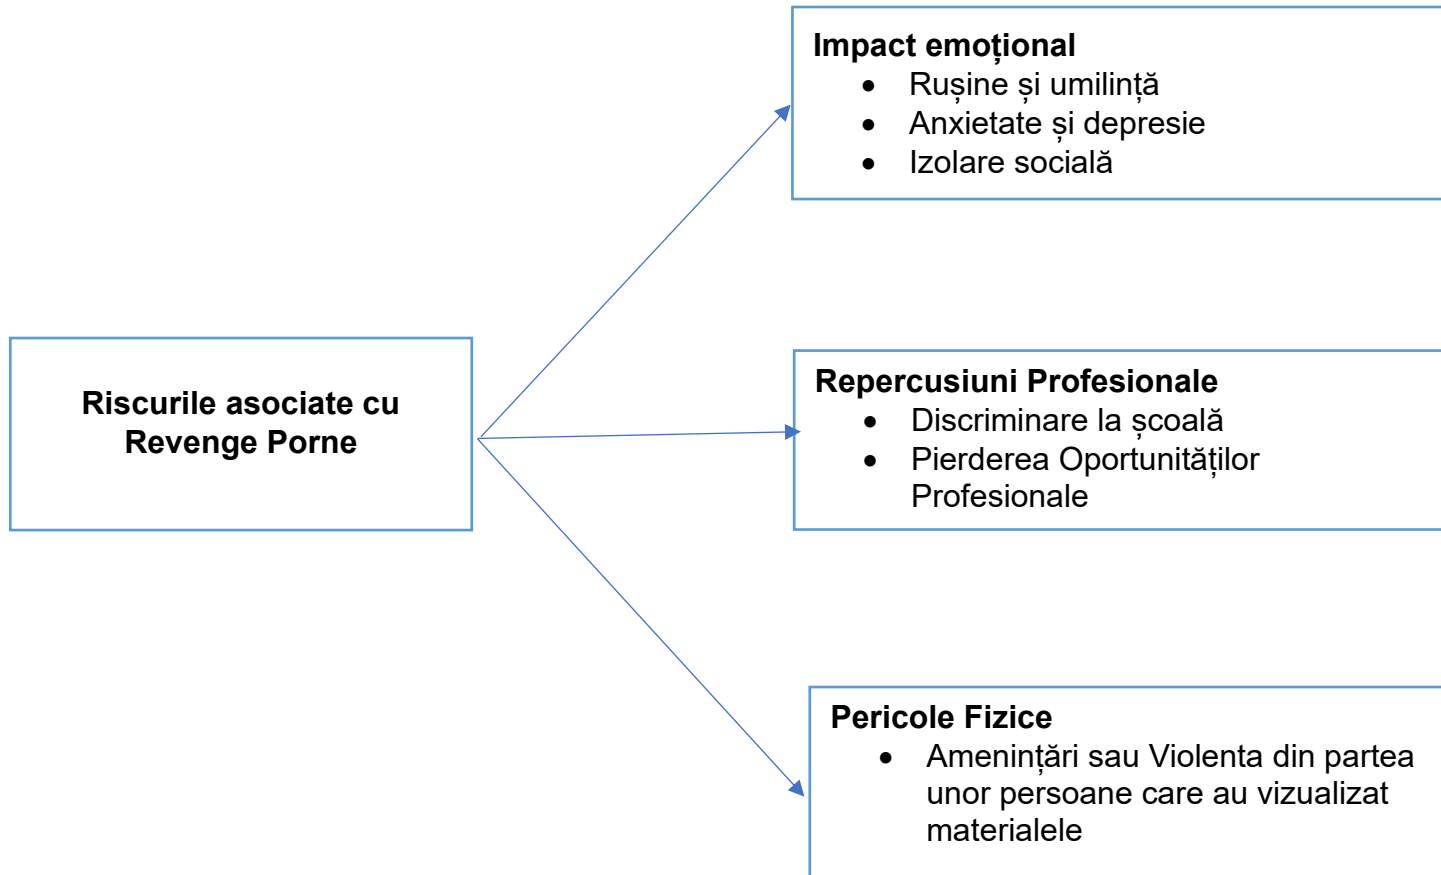 Impact emoțional
• Rușine și umilință
• Anxietate și depresie
• Izolare socială
Riscurile asociate cu
Revenge Porne
Repercusiuni Profesionale
• Discriminare la școală
• Pierderea Oportunităților
Profesionale
Pericole Fizice
• Amenințări sau Violenta din partea
unor persoane care au vizualizat
materialele